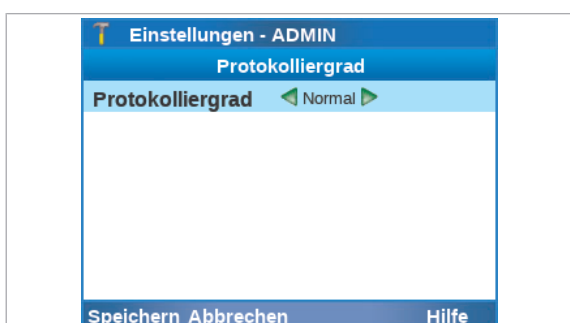 Einstellungen - ADMIN
Protokolliergrad
Protokolliergrad Normal
Speichern Abbrechen Hilfe